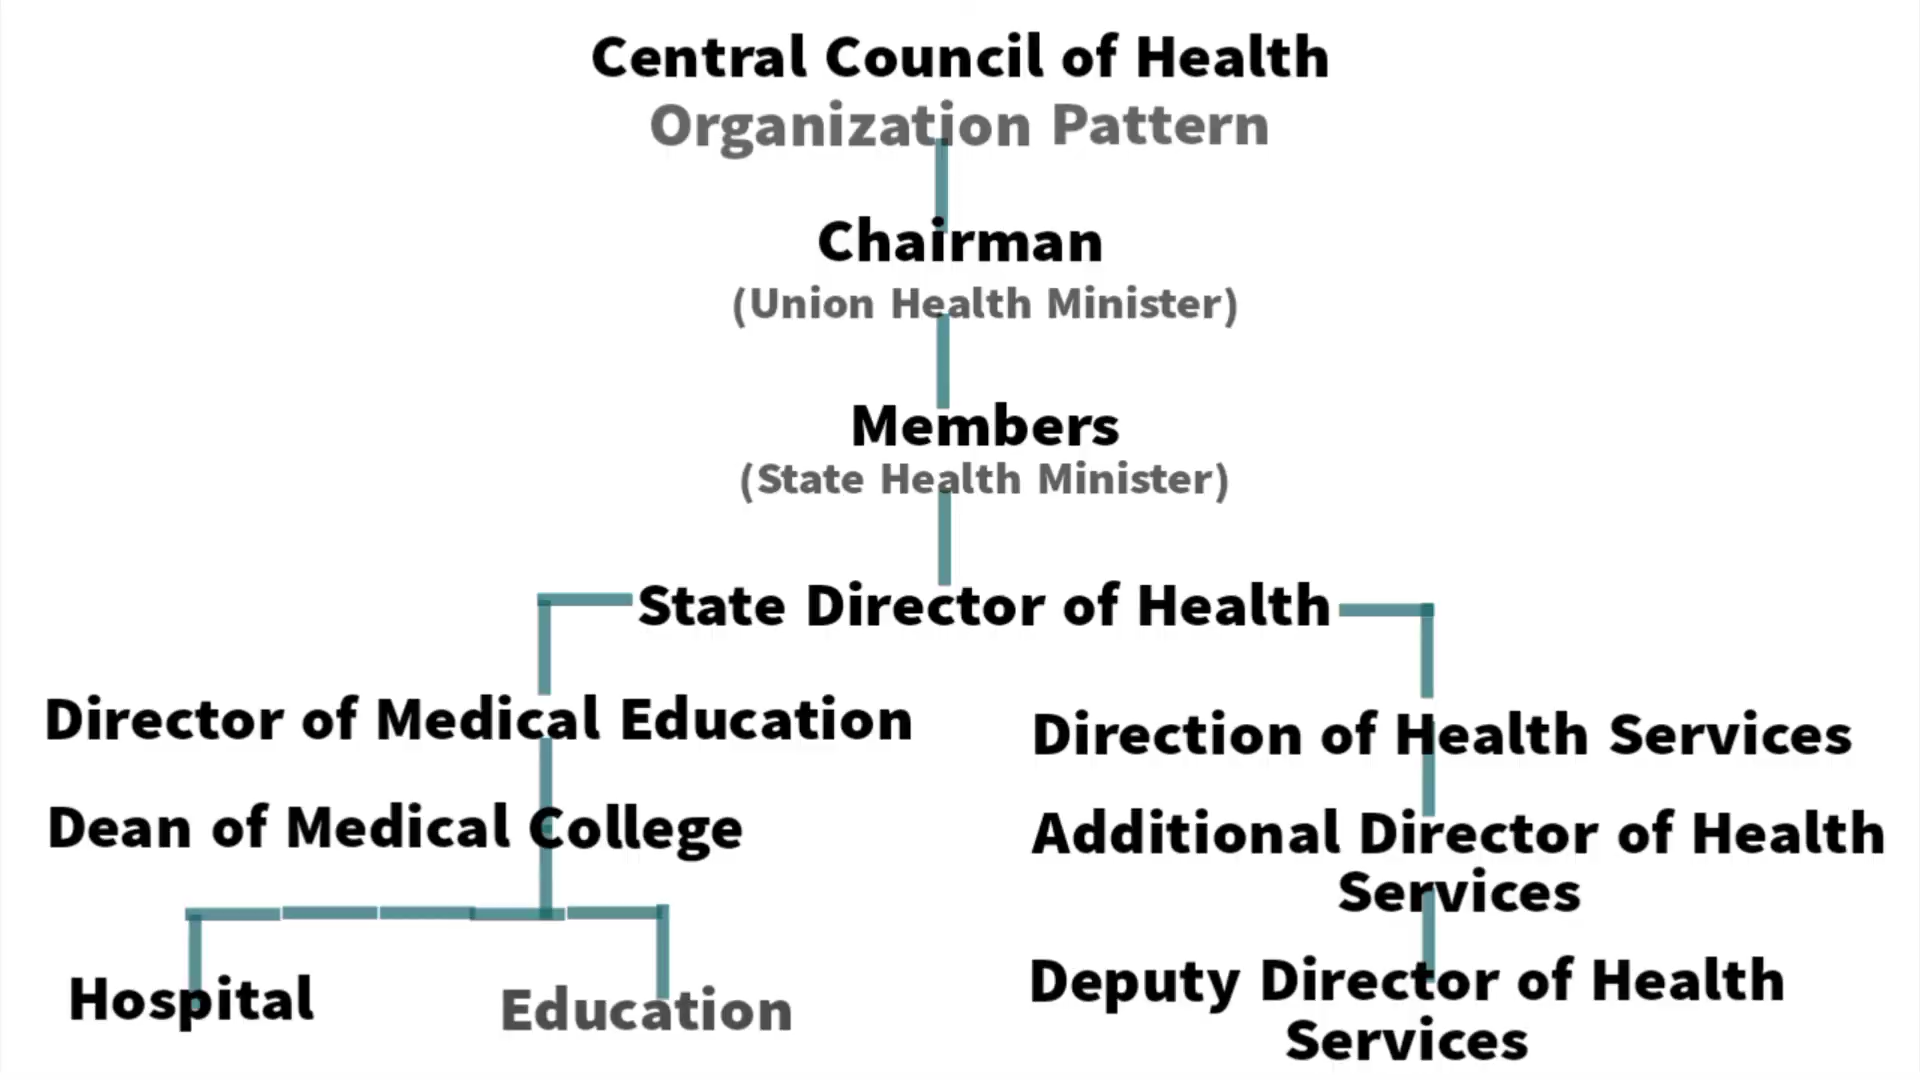 Central Council of Health
Organization Pattern
Chairman
(Union Health Minister)
Members
(State Health Minister)
State Director of Health
Director of Medical Education
Dean of Medical College
Hospital
Education
Direction of Health Services
Additional Director of Health
Services
Deputy Director of Health
Services